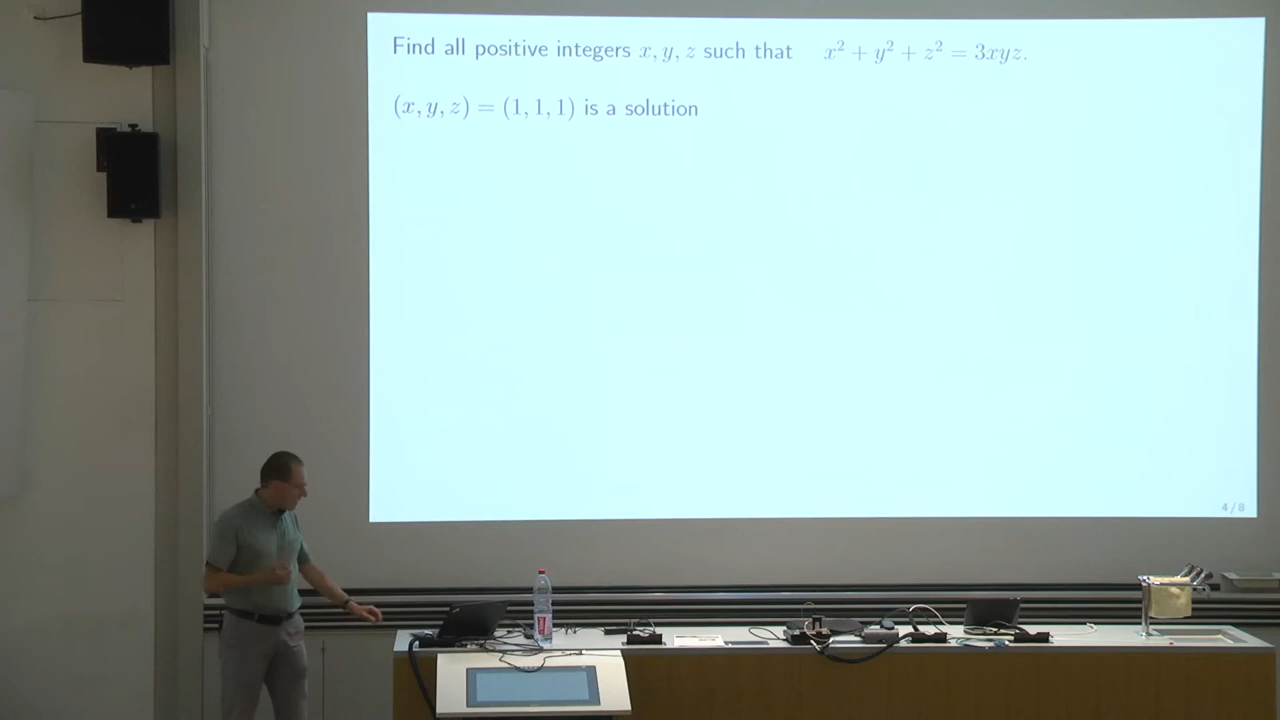 Find all positive integers x, y, z such that x² + y² + z² = 3xyz.
(x, y, z) = (1, 1, 1) is a solution
4/8